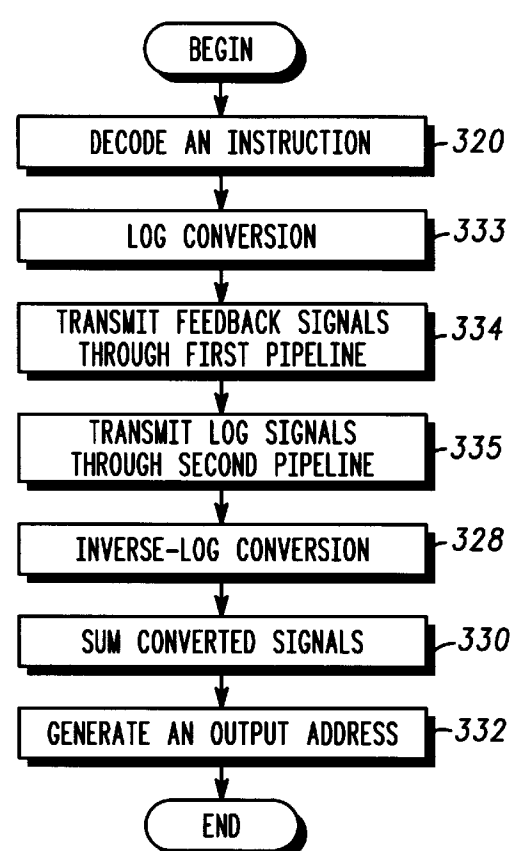 BEGIN
DECODE AN INSTRUCTION 320
LOG CONVERSION 333
TRANSMIT FEEDBACK SIGNALS
THROUGH FIRST PIPELINE 334
TRANSMIT LOG SIGNALS
THROUGH SECOND PIPELINE 335
INVERSE-LOG CONVERSION 328
SUM CONVERTED SIGNALS 330
GENERATE AN OUTPUT ADDRESS 332
END